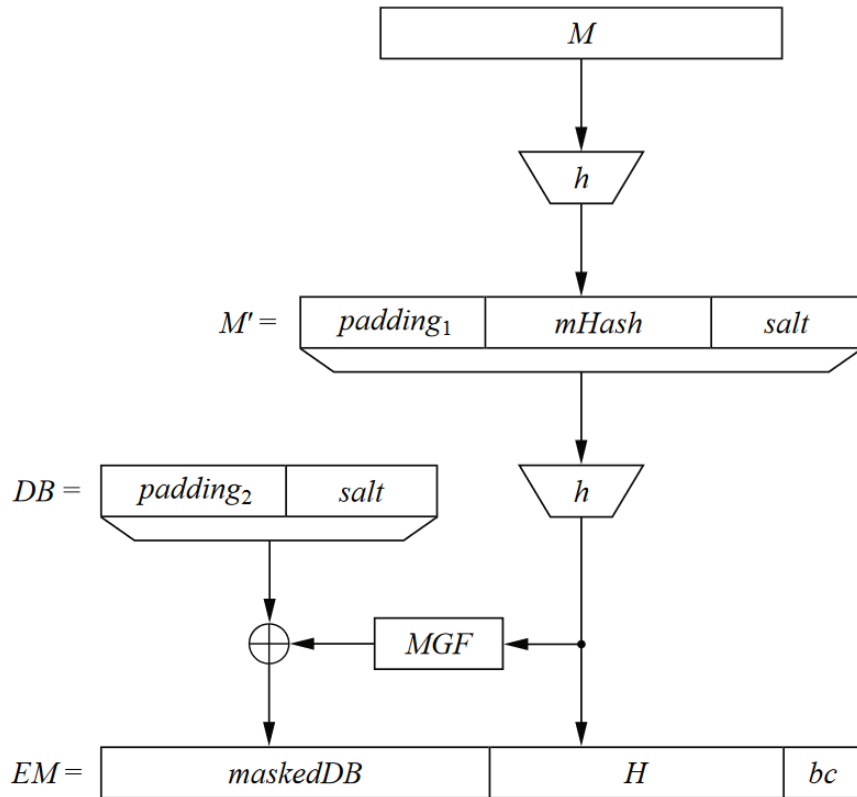 M
h
M' = padding₁ mHash salt
DB = padding₂ salt h
MGF
EM = maskedDB H bc